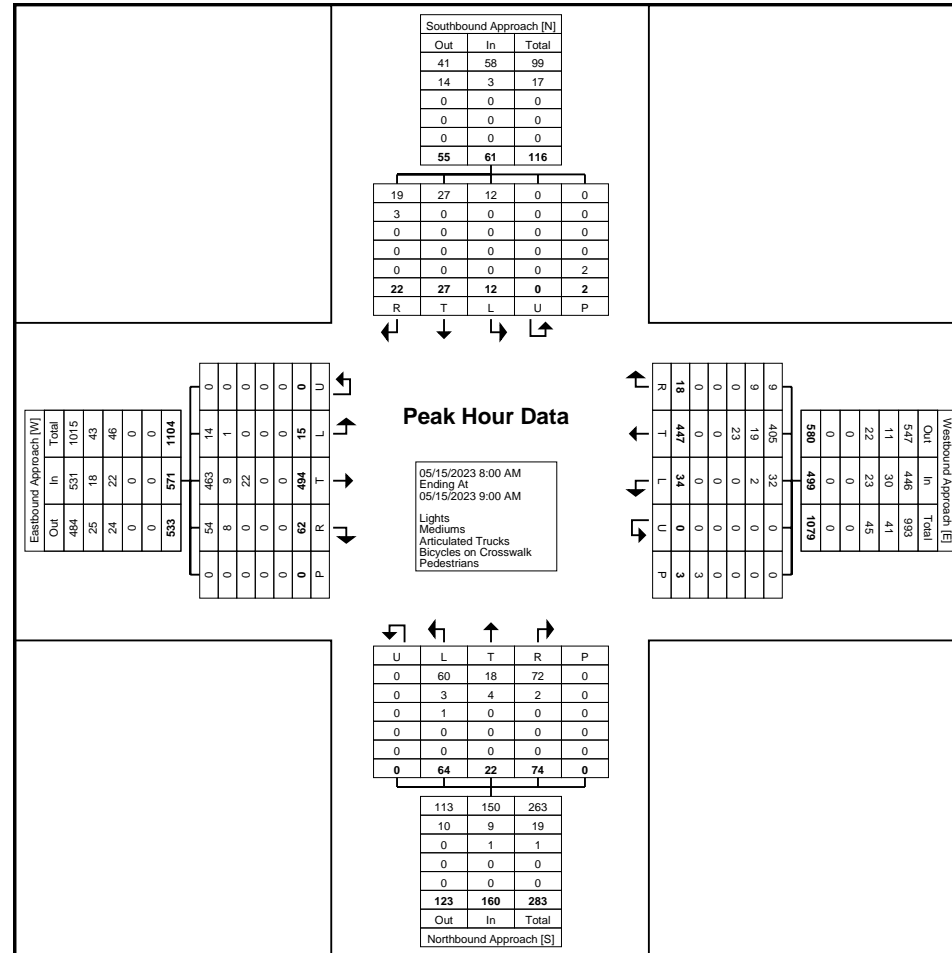 Southbound Approach [N]
Out In Total
41 58 99
14 3 17
0 0 0
0 0 0
0 0 0
55 61 116
19 27 12 0 0
3 0 0 0 0
0 0 0 0 0
0 0 0 0 0
0 0 0 0 2
22 27 12 0 2
R T L U P
Eastbound Approach [W]
Total In Out
1015 531 484
43 18 25
46 22 24
0 0 0
0 0 0
1104 571 533
0 14 463 54 0
0 1 9 8 0
0 0 22 0 0
0 0 0 0 0
0 0 0 0 0
0 15 494 62 0
U L T R P
Peak Hour Data
05/15/2023 8:00 AM
Ending At
05/15/2023 9:00 AM
Lights
Mediums
Articulated Trucks
Bicycles on Crosswalk
Pedestrians
Westbound Approach [E]
Out In Total
547 446 993
11 30 41
22 23 45
0 0 0
0 0 0
580 499 1079
9 405 32 0 0
9 19 2 0 0
0 23 0 0 0
0 0 0 0 0
0 0 0 0 3
18 447 34 0 3
R T L U P
U L T R P
0 60 18 72 0
0 3 4 2 0
0 1 0 0 0
0 0 0 0 0
0 0 0 0 0
0 64 22 74 0
113 150 263
10 9 19
0 1 1
0 0 0
0 0 0
123 160 283
Out In Total
Northbound Approach [S]